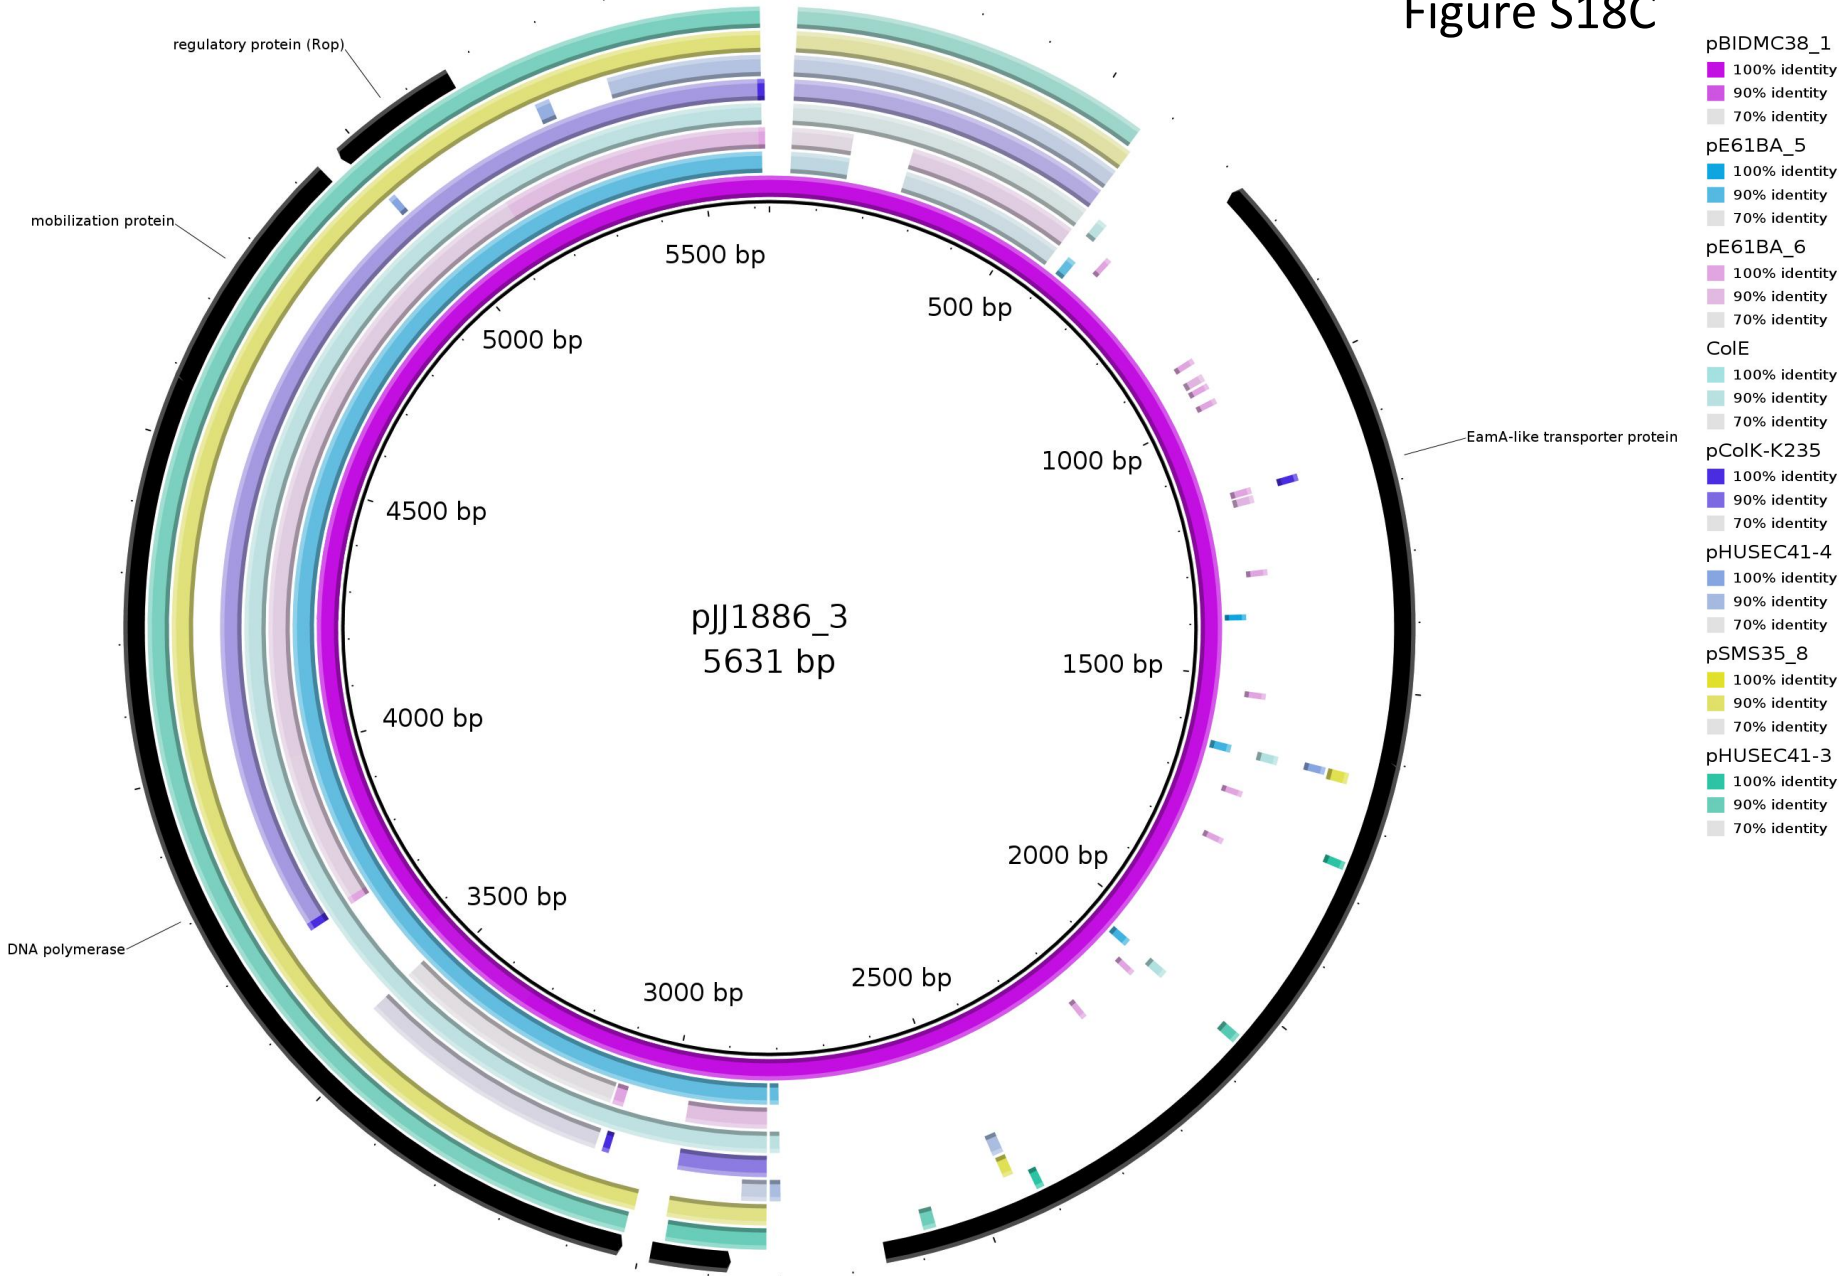 Figure S18C
regulatory protein (Rop)
mobilization protein
DNA polymerase
EamA-like transporter protein
5500 bp
500 bp
5000 bp
1000 bp
4500 bp
pJJ1886_3
5631 bp
1500 bp
4000 bp
2000 bp
3500 bp
2500 bp
3000 bp
pBIDMC38_1
100% identity
90% identity
70% identity
pE61BA_5
100% identity
90% identity
70% identity
pE61BA_6
100% identity
90% identity
70% identity
ColE
100% identity
90% identity
70% identity
pColK-K235
100% identity
90% identity
70% identity
pHUSEC41-4
100% identity
90% identity
70% identity
pSMS35_8
100% identity
90% identity
70% identity
pHUSEC41-3
100% identity
90% identity
70% identity